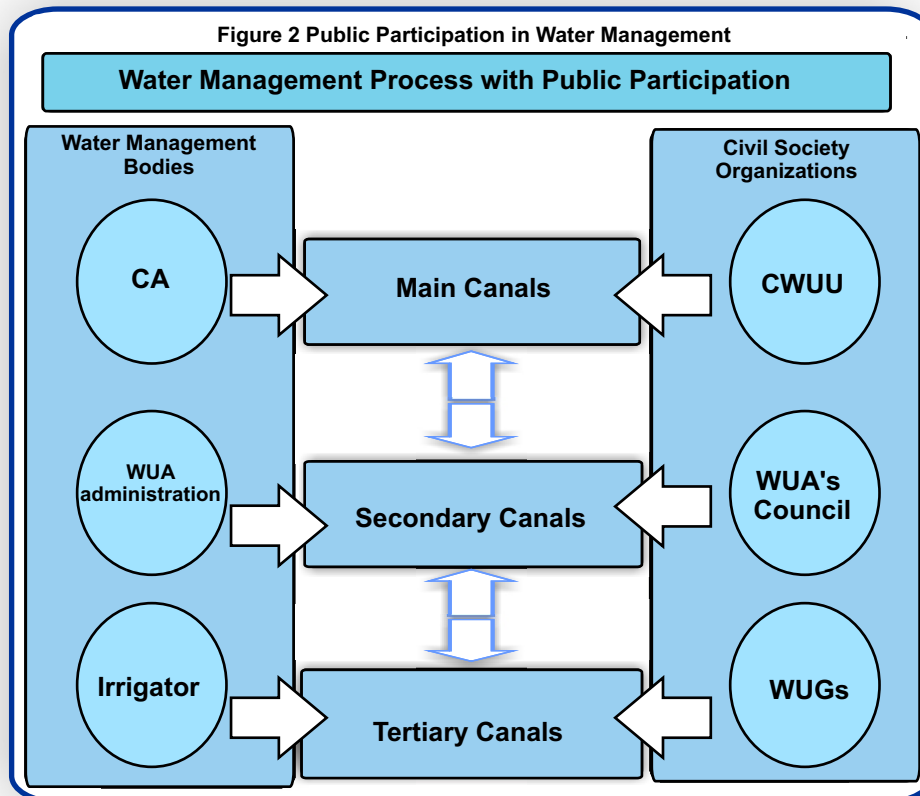 Figure 2 Public Participation in Water Management
Water Management Process with Public Participation
Water Management
Bodies
Civil Society
Organizations
CA
Main Canals
CWUU
WUA
administration
Secondary Canals
WUA's
Council
Irrigator
Tertiary Canals
WUGs